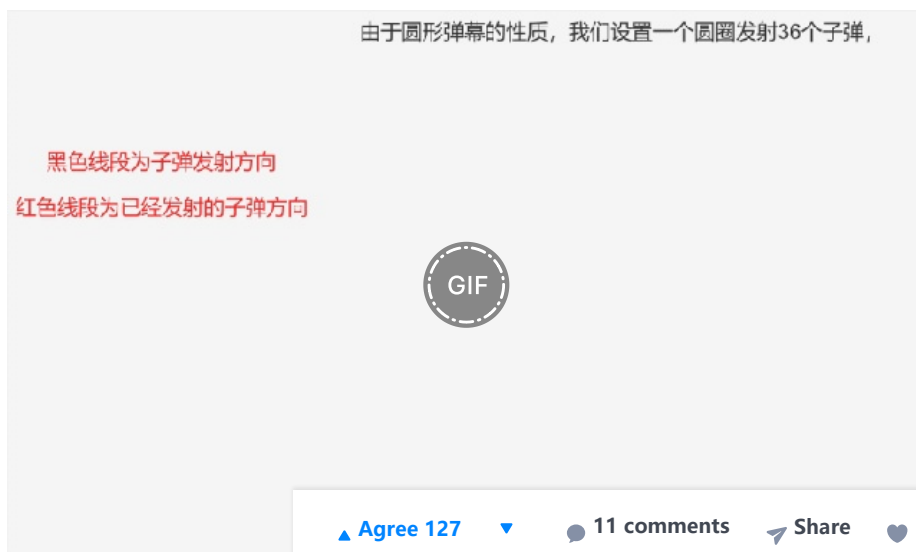 由于圆形弹幕的性质，我们设置一个圆圈发射36个子弹，
黑色线段为子弹发射方向
红色线段为已经发射的子弹方向
GIF
Agree 127
11 comments
Share